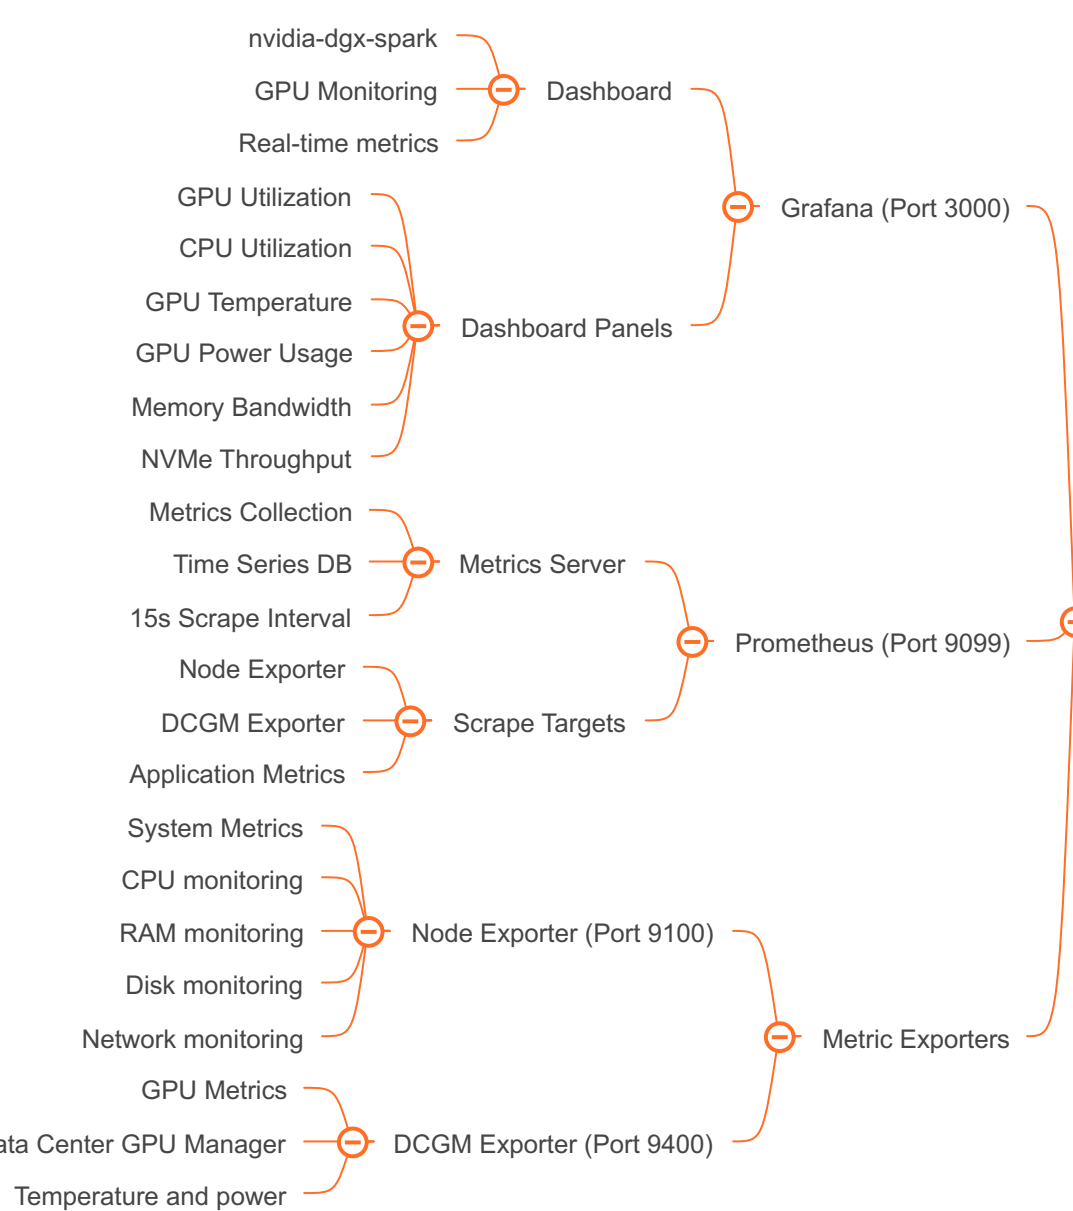 nvidia-dgx-spark
GPU Monitoring
Dashboard
Real-time metrics
GPU Utilization
Grafana (Port 3000)
CPU Utilization
GPU Temperature
Dashboard Panels
GPU Power Usage
Memory Bandwidth
NVMe Throughput
Metrics Collection
Time Series DB
Metrics Server
15s Scrape Interval
Prometheus (Port 9099)
Node Exporter
DCGM Exporter
Scrape Targets
Application Metrics
System Metrics
CPU monitoring
RAM monitoring
Node Exporter (Port 9100)
Disk monitoring
Network monitoring
Metric Exporters
GPU Metrics
ata Center GPU Manager
DCGM Exporter (Port 9400)
Temperature and power